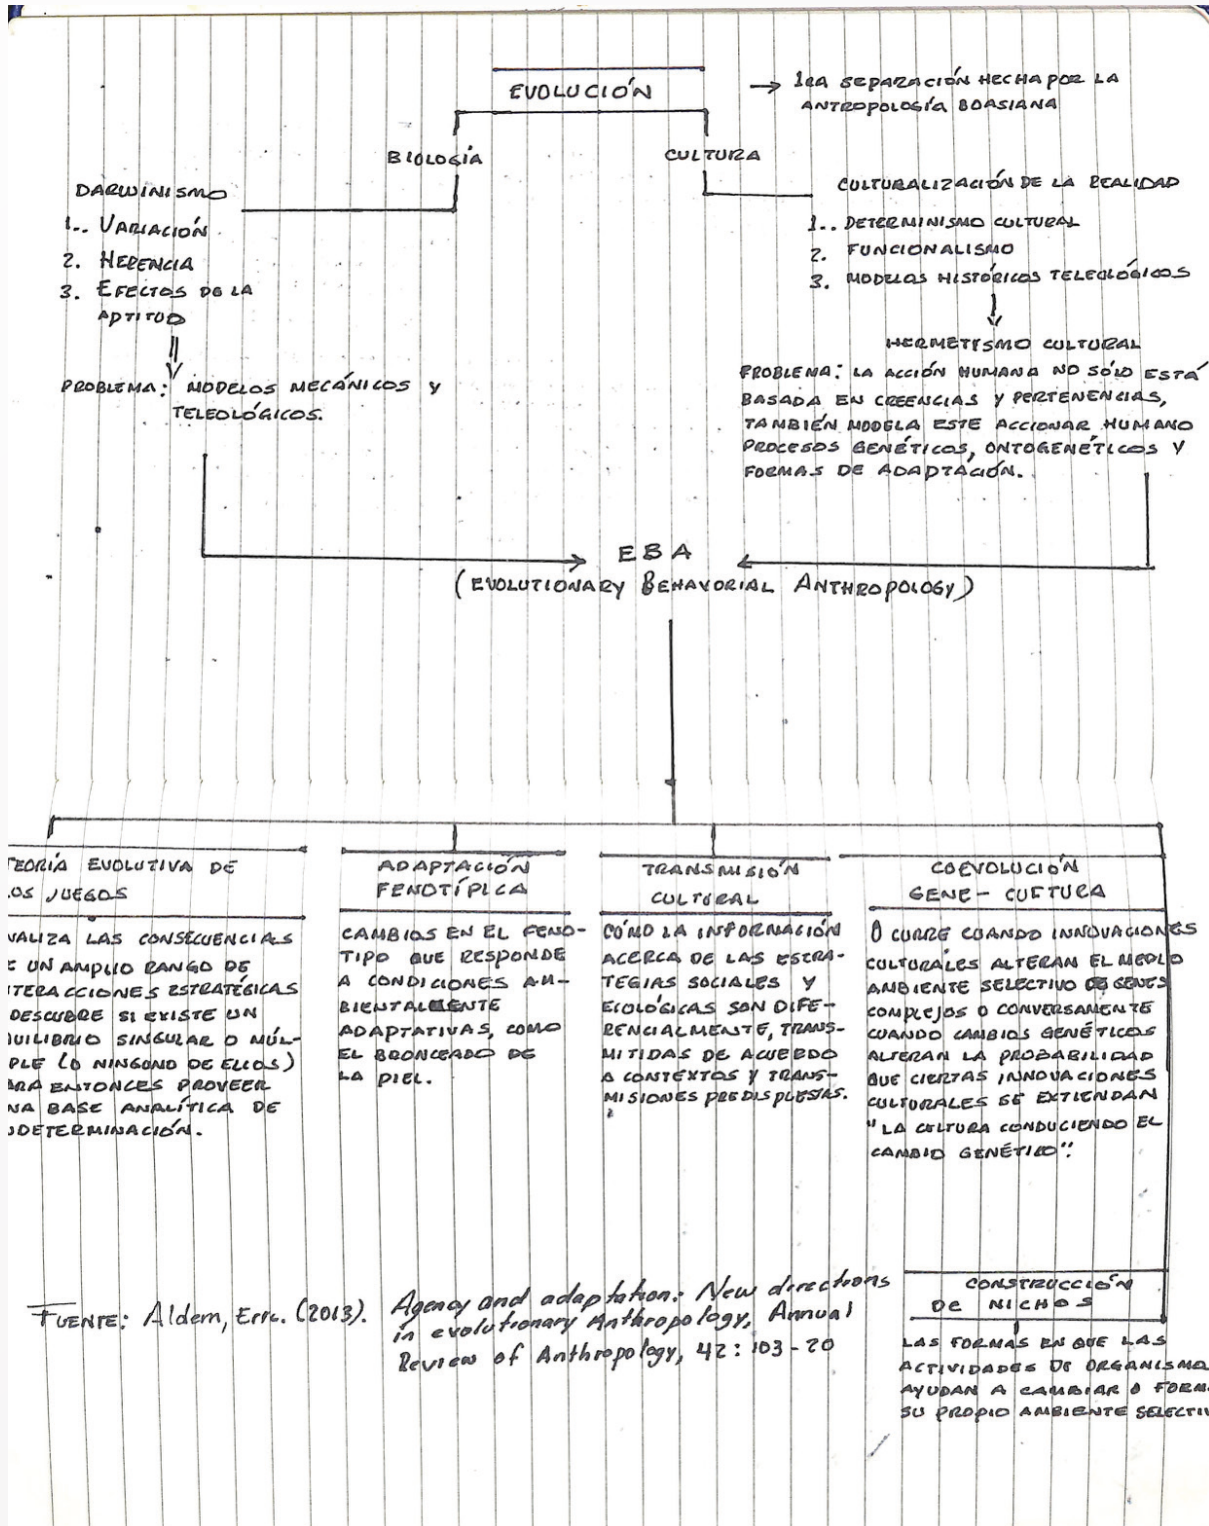 EVOLUCIÓN
→ 1RA SEPARACIÓN HECHA POR LA
ANTROPOLOGÍA BOASIANA
BIOLOGÍA
CULTURA
DARWINISMO
1.. VARIACIÓN
2. HERENCIA
3. EFECTOS DE LA
APTITUD
PROBLEMA: MODELOS MECÁNICOS Y
TELEOLÓGICOS.
CULTURALIZACIÓN DE LA REALIDAD
1.. DETERMINISMO CULTURAL
2. FUNCIONALISMO
3. MODELOS HISTÓRICOS TELEOLÓGICOS
HERMETISMO CULTURAL
PROBLEMA: LA ACCIÓN HUMANA NO SÓLO ESTÁ
BASADA EN CREENCIAS Y PERTENENCIAS,
TAMBIÉN MODELA ESTE ACCIONAR HUMANO
PROCESOS GENÉTICOS, ONTOGENÉTICOS Y
FORMAS DE ADAPTACIÓN.
EBA
(EVOLUTIONARY BEHAVORIAL ANTHROPOLOGY)
TEORÍA EVOLUTIVA DE
LOS JUEGOS
NALIZA LAS CONSECUENCIAS
E UN AMPLIO RANGO DE
TERACCIONES ESTRATÉGICAS
DESCUBRE SI EXISTE UN
UILIBRIO SINGULAR O MÚL-
PLE (O NINGUNO DE ELLOS)
ARA ENTONCES PROVEER
NA BASE ANALÍTICA DE
DETERMINACIÓN.
ADAPTACIÓN
FENOTÍPICA
CAMBIOS EN EL FENO-
TIPO QUE RESPONDE
A CONDICIONES AM-
BIENTALMENTE
ADAPTATIVAS, COMO
EL BRONCEADO DE
LA PIEL.
TRANSMISIÓN
CULTURAL
CÓMO LA INFORMACIÓN
ACERCA DE LAS ESTRA-
TEGIAS SOCIALES Y
ECOLÓGICAS SON DIFE-
RENCIALMENTE, TRANS-
MITIDAS DE ACUERDO
A CONTEXTOS Y TRANS-
MISIONES PREDISPUESTAS.
COEVOLUCIÓN
GENE-CUFTURA
OCURRE CUANDO INNOVACIONES
CULTURALES ALTERAN EL MEDIO
AMBIENTE SELECTIVO DE GENES
COMPLEJOS O CONVERSAMENTE
CUANDO CAMBIOS GENÉTICOS
ALTERAN LA PROBABILIDAD
QUE CIERTAS INNOVACIONES
CULTURALES SE EXTIENDAN
"LA CULTURA CONDUCIENDO EL
CAMBIO GENÉTICO".
CONSTRUCCIÓN
DE NICHOS
LAS FORMAS EN QUE LAS
ACTIVIDADES DE ORGANISMO
AYUDAN A CAMBIAR O FORM
SU PROPIO AMBIENTE SELECTIV
FUENTE: Aldem, Eric. (2013). Agency and adaptation: New directions
in evolutionary Anthropology, Annual
Review of Anthropology, 42: 103-20